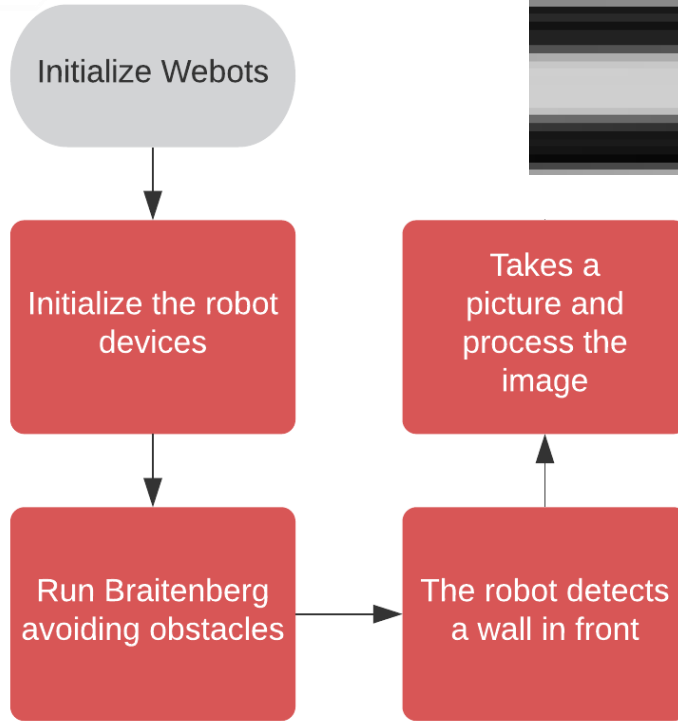 Initialize Webots
Initialize the robot
devices
Run Braitenberg
avoiding obstacles
The robot detects
a wall in front
Takes a
picture and
process the
image